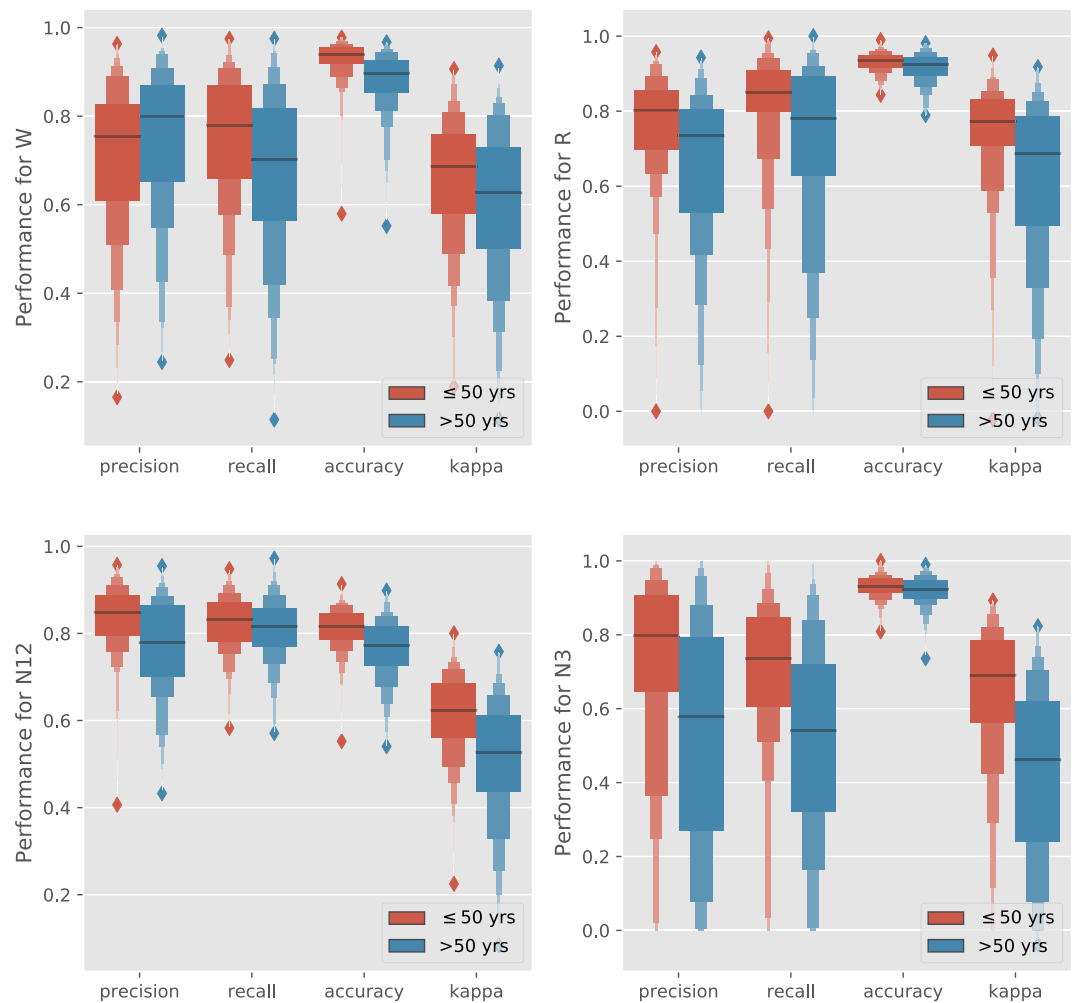 Performance for W
1.0
0.8
0.6
0.4
0.2
≤50 yrs
>50 yrs
precision recall accuracy kappa
Performance for R
1.0
0.8
0.6
0.4
0.2
0.0
≤50 yrs
>50 yrs
precision recall accuracy kappa
Performance for N12
1.0
0.8
0.6
0.4
0.2
≤50 yrs
>50 yrs
precision recall accuracy kappa
Performance for N3
1.0
0.8
0.6
0.4
0.2
0.0
≤50 yrs
>50 yrs
precision recall accuracy kappa